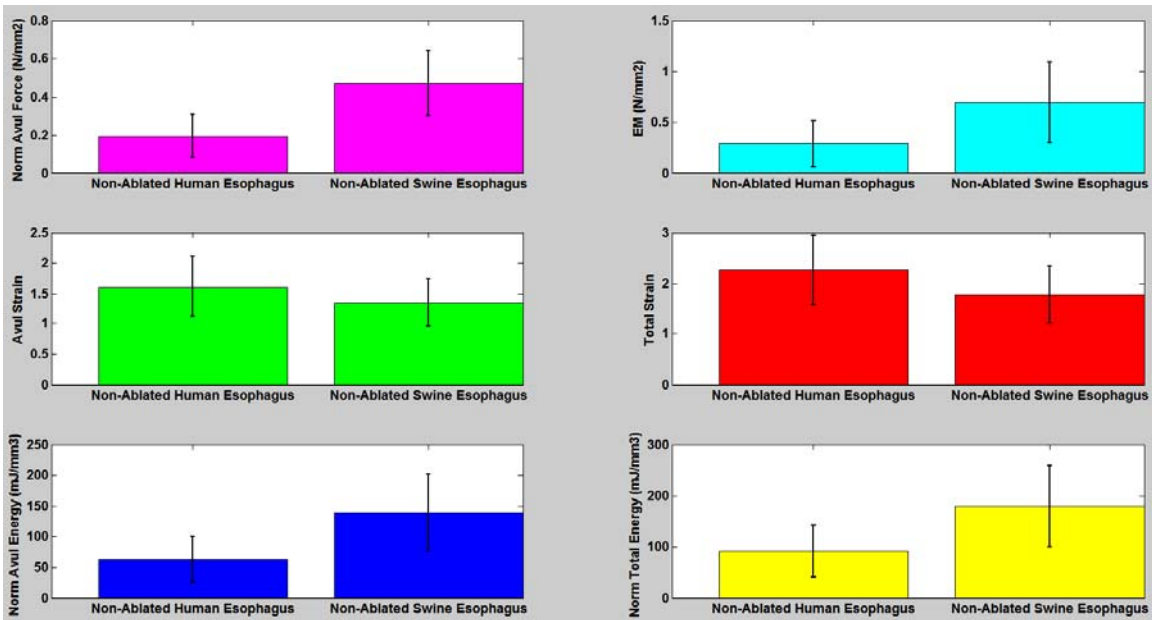 Norm Avul Force (N/mm2)
0.8
0.6
0.4
0.2
0
Non-Ablated Human Esophagus Non-Ablated Swine Esophagus
EM (N/mm2)
1.5
1
0.5
0
Non-Ablated Human Esophagus Non-Ablated Swine Esophagus
Avul Strain
2.5
2
1.5
1
0.5
0
Non-Ablated Human Esophagus Non-Ablated Swine Esophagus
Total Strain
3
2
1
0
Non-Ablated Human Esophagus Non-Ablated Swine Esophagus
Norm Avul Energy (mJ/mm3)
250
200
150
100
50
0
Non-Ablated Human Esophagus Non-Ablated Swine Esophagus
Norm Total Energy (mJ/mm3)
300
200
100
0
Non-Ablated Human Esophagus Non-Ablated Swine Esophagus